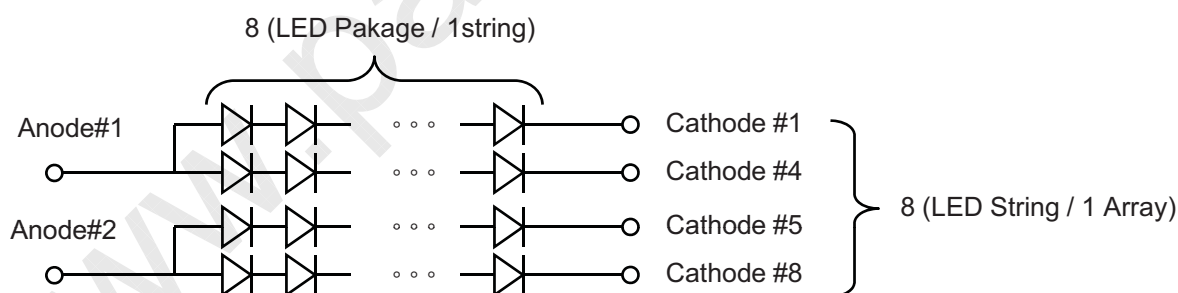 8 (LED Pakage / 1string)
Anode#1
Cathode #1
Cathode #4
8 (LED String / 1 Array)
Anode#2
Cathode #5
Cathode #8